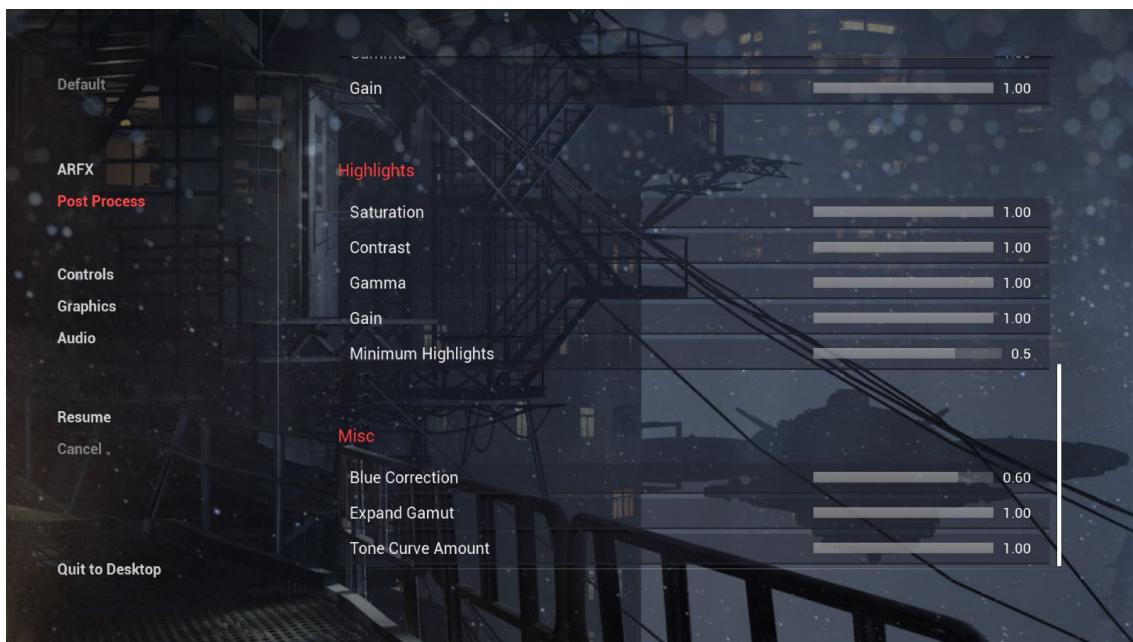 Default
ARFX
Post Process
Controls
Graphics
Audio
Resume
Cancel
Quit to Desktop
Gain 1.00
Highlights
Saturation 1.00
Contrast 1.00
Gamma 1.00
Gain 1.00
Minimum Highlights 0.5
Misc
Blue Correction 0.60
Expand Gamut 1.00
Tone Curve Amount 1.00